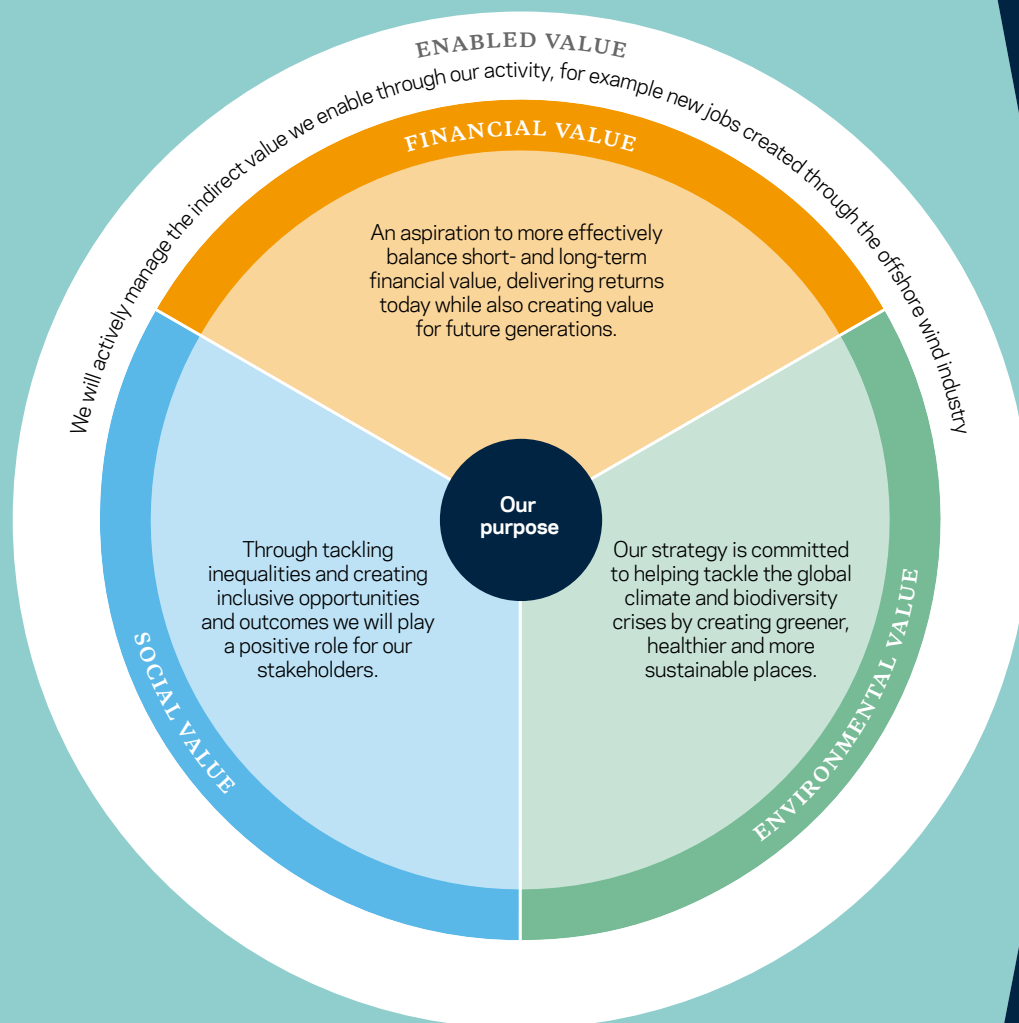 ENABLED VALUE
We will actively manage the indirect value we enable through our activity, for example new jobs created through the offshore wind industry
FINANCIAL VALUE
An aspiration to more effectively
balance short- and long-term
financial value, delivering returns
today while also creating value
for future generations.
Our
purpose
Through tackling
inequalities and creating
inclusive opportunities
and outcomes we will play
a positive role for our
stakeholders.
SOCIAL VALUE
Our strategy is committed
to helping tackle the global
climate and biodiversity
crises by creating greener,
healthier and more
sustainable places.
ENVIRONMENTAL VALUE